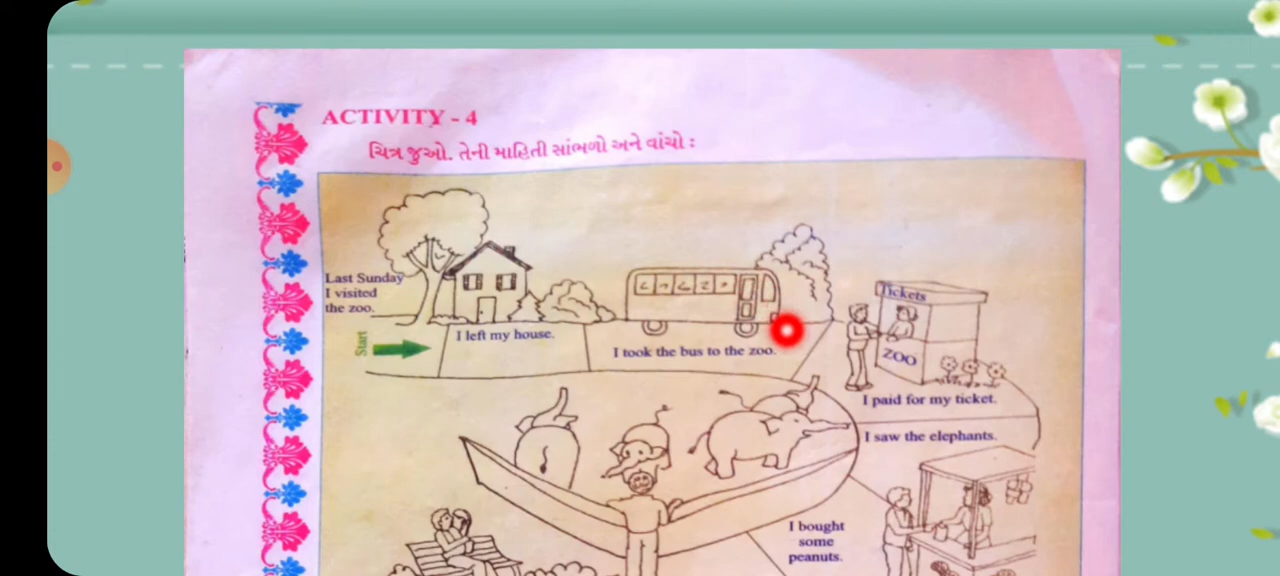 ACTIVITY - 4
ચિત્ર જુઓ. તેની માહિતી સાંભળો અને વાંચો :
Last Sunday
I visited
the zoo.
Start
I left my house.
I took the bus to the zoo.
Tickets
ZOO
I paid for my ticket.
I saw the elephants.
I bought
some
peanuts.